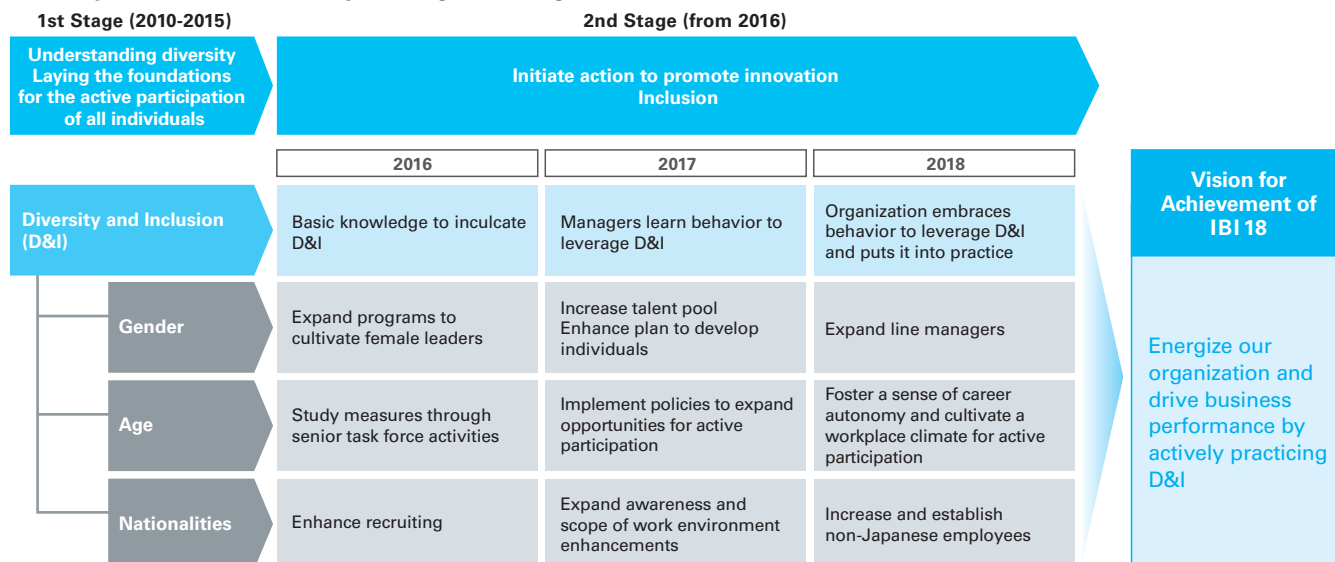 1st Stage (2010-2015)
2nd Stage (from 2016)
Understanding diversity
Laying the foundations
for the active participation
of all individuals
Initiate action to promote innovation
Inclusion
2016
2017
2018
Vision for
Achievement of
IBI 18
Diversity and Inclusion
(D&I)
Basic knowledge to inculcate
D&I
Managers learn behavior to
leverage D&I
Organization embraces
behavior to leverage D&I
and puts it into practice
Gender
Expand programs to
cultivate female leaders
Increase talent pool
Enhance plan to develop
individuals
Expand line managers
Age
Study measures through
senior task force activities
Implement policies to expand
opportunities for active
participation
Foster a sense of career
autonomy and cultivate a
workplace climate for active
participation
Nationalities
Enhance recruiting
Expand awareness and
scope of work environment
enhancements
Increase and establish
non-Japanese employees
Energize our
organization and
drive business
performance by
actively practicing
D&I